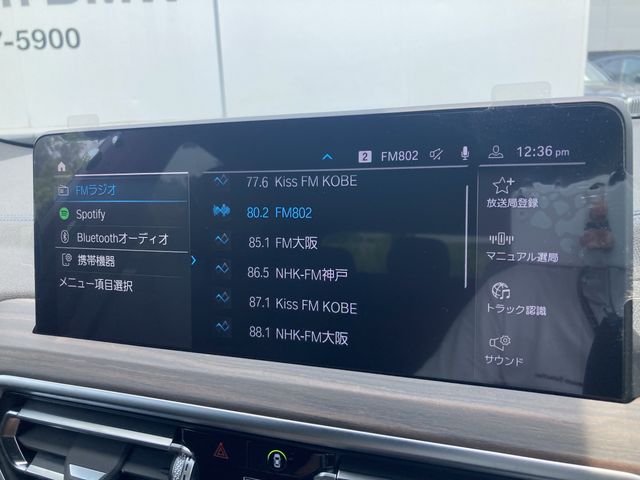 BMW
7-5900
2 FM802
12:36 pm
FMラジオ
Spotify
Bluetoothオーディオ
携帯機器
メニュー項目選択
77.6 Kiss FM KOBE
80.2 FM802
85.1 FM大阪
86.5 NHK-FM神戸
87.1 Kiss FM KOBE
88.1 NHK-FM大阪
放送局登録
マニュアル選局
トラック認識
サウンド